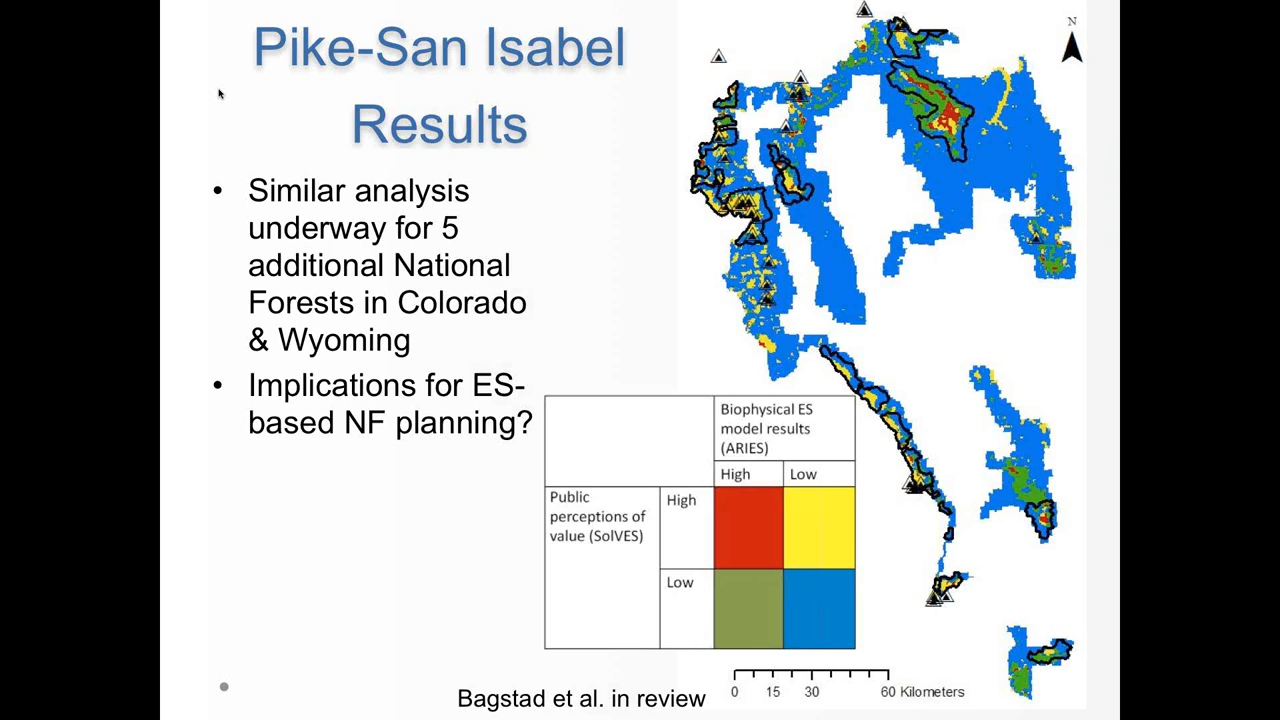 Pike-San Isabel
Results
• Similar analysis
underway for 5
additional National
Forests in Colorado
& Wyoming
• Implications for ES-
based NF planning?
N
Biophysical ES
model results
(ARIES)
High
Low
Public
perceptions of
value (SolVES)
High
Low
0 15 30 60 Kilometers
Bagstad et al. in review